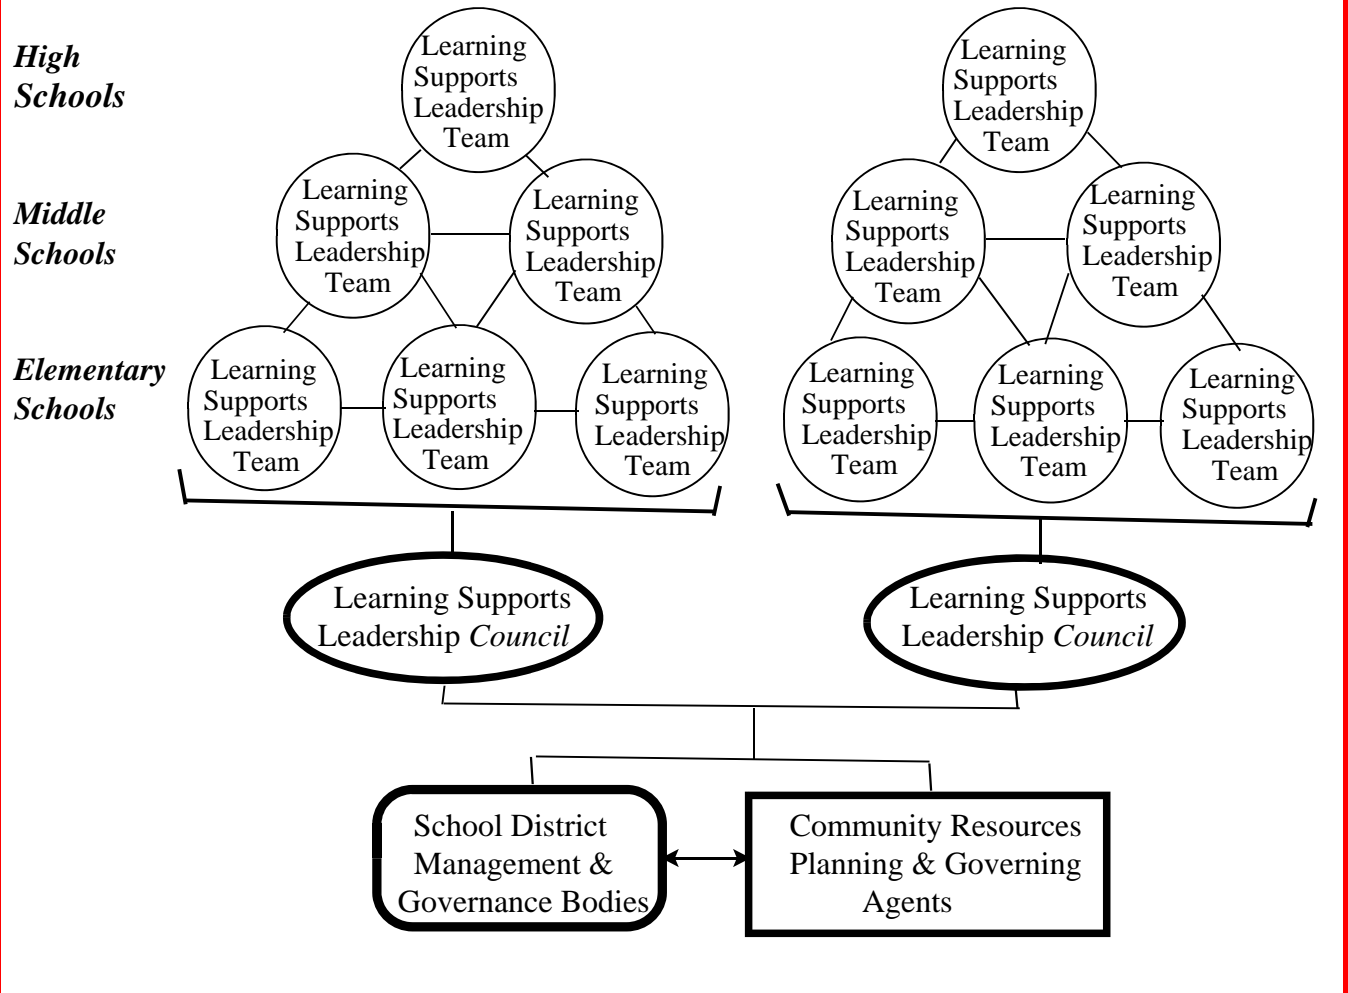 High
Schools
Learning
Supports
Leadership
Team
Learning
Supports
Leadership
Team
Middle
Schools
Learning
Supports
Leadership
Team
Learning
Supports
Leadership
Team
Learning
Supports
Leadership
Team
Learning
Supports
Leadership
Team
Elementary
Schools
Learning
Supports
Leadership
Team
Learning
Supports
Leadership
Team
Learning
Supports
Leadership
Team
Learning
Supports
Leadership
Team
Learning
Supports
Leadership
Team
Learning
Supports
Leadership
Team
Learning Supports
Leadership Council
Learning Supports
Leadership Council
School District
Management &
Governance Bodies
Community Resources
Planning & Governing
Agents